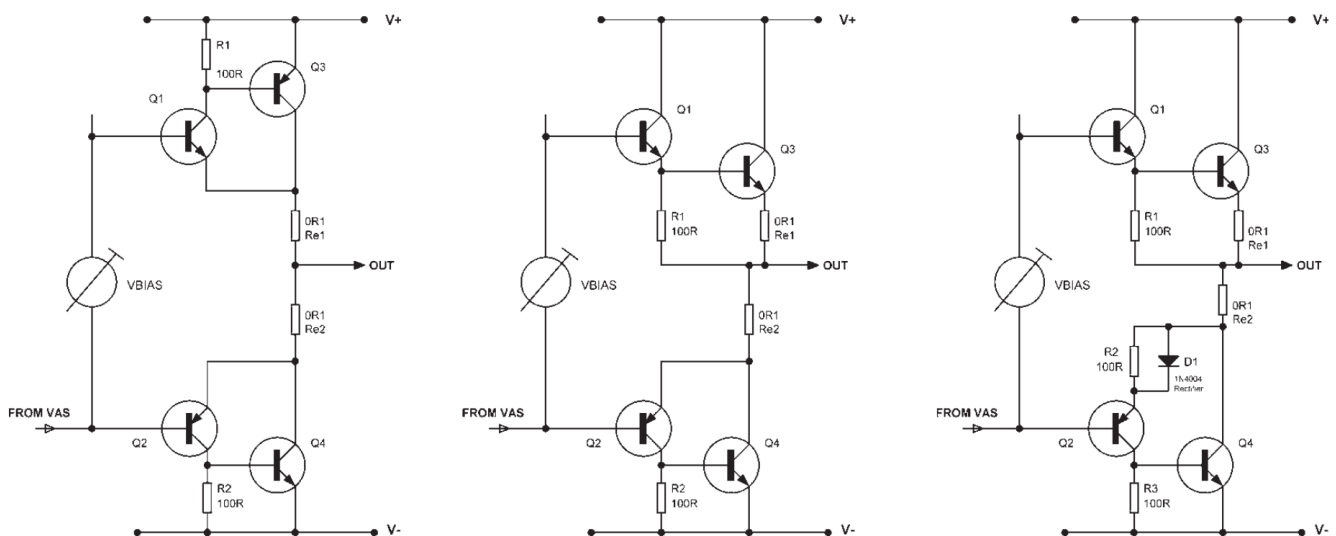 V+
R1
100R
Q3
Q1
0R1
Re1
OUT
VBIAS
0R1
Re2
FROM VAS
Q2
Q4
R2
100R
V-
V+
Q1
Q3
R1
100R
0R1
Re1
OUT
VBIAS
0R1
Re2
FROM VAS
Q2
Q4
R2
100R
V-
V+
Q1
Q3
R1
100R
0R1
Re1
OUT
VBIAS
0R1
Re2
R2
100R
D1
1N4004
Rectifier
FROM VAS
Q2
Q4
R3
100R
V-